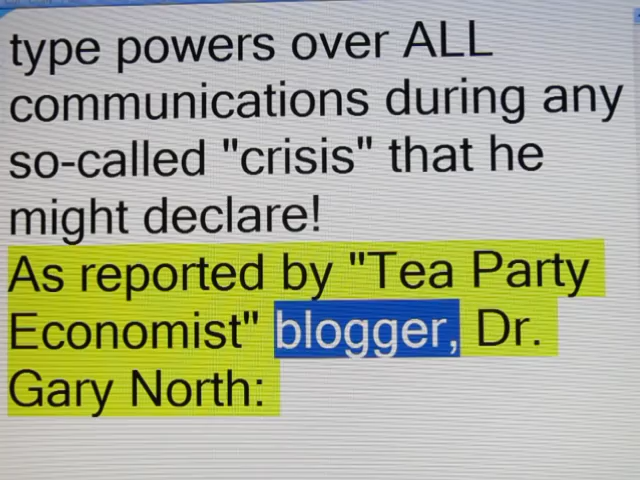 type powers over ALL
communications during any
so-called "crisis" that he
might declare!
As reported by "Tea Party
Economist" blogger, Dr.
Gary North: